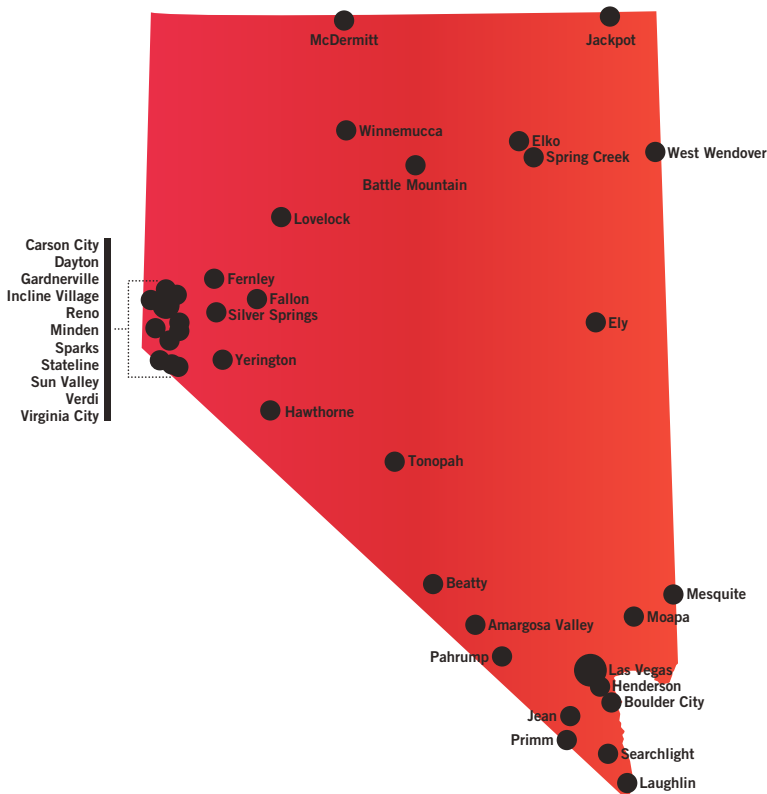 McDermitt
Jackpot
Winnemucca
Elko
Spring Creek
West Wendover
Battle Mountain
Lovelock
Carson City
Dayton
Gardnerville
Incline Village
Reno
Minden
Sparks
Stateline
Sun Valley
Verdi
Virginia City
Fernley
Fallon
Silver Springs
Ely
Yerington
Hawthorne
Tonopah
Beatty
Mesquite
Moapa
Amargosa Valley
Pahrump
Las Vegas
Henderson
Boulder City
Jean
Primm
Searchlight
Laughlin